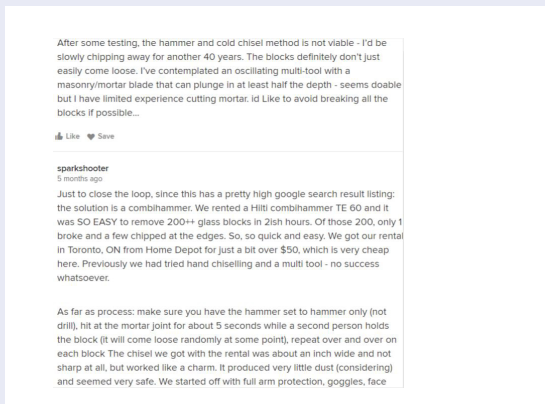 After some testing, the hammer and cold chisel method is not viable - I'd be
slowly chipping away for another 40 years. The blocks definitely don't just
easily come loose. I've contemplated an oscillating multi-tool with a
masonry/mortar blade that can plunge in at least half the depth - seems doable
but I have limited experience cutting mortar. id Like to avoid breaking all the
blocks if possible...
Like Save
sparkshooter
5 months ago
Just to close the loop, since this has a pretty high google search result listing:
the solution is a combihammer. We rented a Hilti combihammer TE 60 and it
was SO EASY to remove 200++ glass blocks in 2ish hours. Of those 200, only 1
broke and a few chipped at the edges. So, so quick and easy. We got our rental
in Toronto, ON from Home Depot for just a bit over $50, which is very cheap
here. Previously we had tried hand chiselling and a multi tool - no success
whatsoever.
As far as process: make sure you have the hammer set to hammer only (not
drill), hit at the mortar joint for about 5 seconds while a second person holds
the block (it will come loose randomly at some point), repeat over and over on
each block The chisel we got with the rental was about an inch wide and not
sharp at all, but worked like a charm. It produced very little dust (considering)
and seemed very safe. We started off with full arm protection, goggles, face